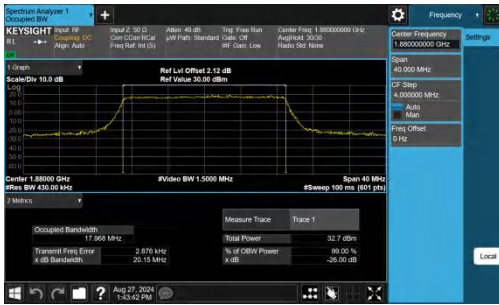 Spectrum Analyzer 1
Occupied BW
+
Frequency
KEYSIGHT Input: RF
Input Z: 50 Ω
Atten: 40 dB
Trig: Free Run
Center Freq: 1.880000000 GHz
RL
Coupling: DC
Corr CCorr RCal
µW Path: Standard
Gate: Off
Avg|Hold: 30/30
Align: Auto
Freq Ref: Int (S)
#IF Gain: Low
Radio Std: None
Center Frequency
1.880000000 GHz
Settings
Span
40.000 MHz
CF Step
4.000000 MHz
Auto
Man
Freq Offset
0 Hz
Local
1 Graph
Scale/Div 10.0 dB
Ref Lvl Offset 2.12 dB
Ref Value 30.00 dBm
Log
20.0
10.0
0.00
-10.0
-20.0
-30.0
-40.0
-50.0
-60.0
Center 1.88000 GHz
#Video BW 1.5000 MHz
Span 40 MHz
#Res BW 430.00 kHz
#Sweep 100 ms (601 pts)
2 Metrics
Measure Trace
Trace 1
Occupied Bandwidth
17.968 MHz
Total Power
32.7 dBm
Transmit Freq Error
2.876 kHz
% of OBW Power
99.00 %
x dB Bandwidth
20.15 MHz
x dB
-26.00 dB
?
Aug 27, 2024
1:43:42 PM